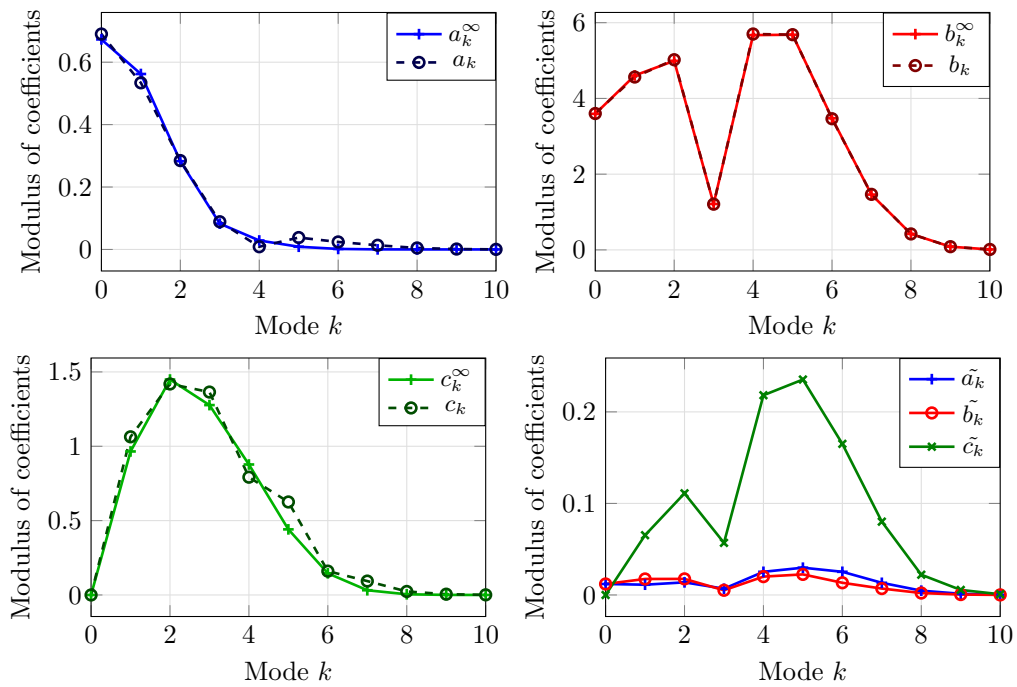 Modulus of coefficients
0.6
0.4
0.2
0
0 2 4 6 8 10
Mode k
a_k^∞
a_k
Modulus of coefficients
6
4
2
0
0 2 4 6 8 10
Mode k
b_k^∞
b_k
Modulus of coefficients
1.5
1
0.5
0
0 2 4 6 8 10
Mode k
c_k^∞
c_k
Modulus of coefficients
0.2
0.1
0
0 2 4 6 8 10
Mode k
ã_k
b̃_k
c̃_k